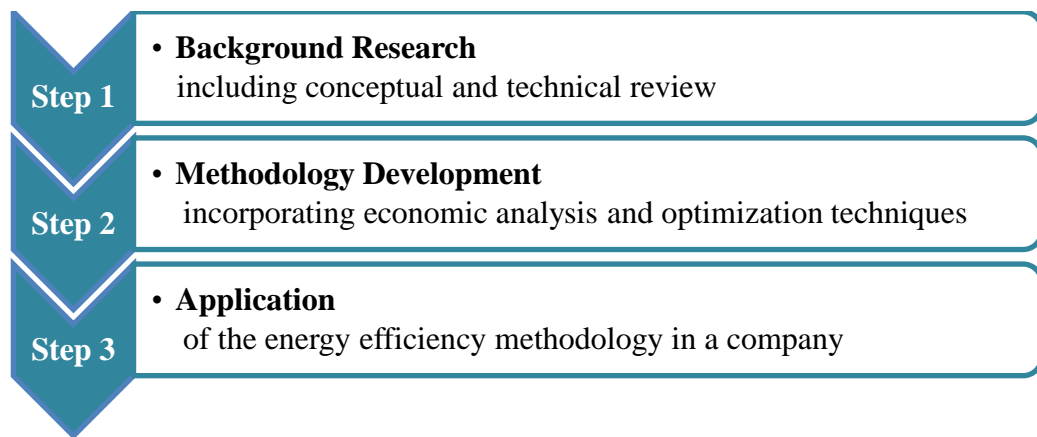 Step 1
• Background Research
including conceptual and technical review
Step 2
• Methodology Development
incorporating economic analysis and optimization techniques
Step 3
• Application
of the energy efficiency methodology in a company